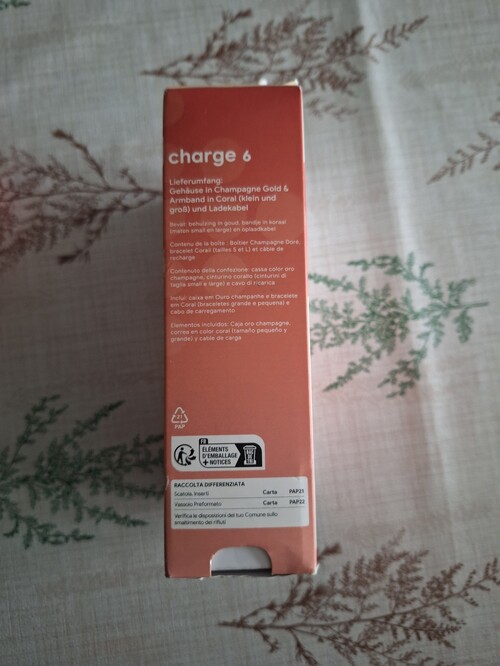 charge 6
Lieferumfang:
Gehäuse in Champagne Gold &
Armband in Coral (klein und
groß) und Ladekabel
Bevat: behuizing in goud, bandje in koraal
(maten small en large) en oplaadkabel
Contenu de la boîte : Boîtier Champagne Doré,
bracelet Corail (tailles S et L) et câble de
recharge
Contenuto della confezione: cassa color oro
champagne, cinturino corallo (cinturini di
taglia small e large) e cavo di ricarica
Inclui: caixa em Ouro champanhe e bracelete
em Coral (braceletes grande e pequena) e
cabo de carregamento
Elementos incluidos: Caja oro champagne,
correa en color coral (tamaño pequeño y
grande) y cable de carga
21
PAP
FR
ÉLÉMENTS
D'EMBALLAGE
+ NOTICES
BAC
DE
TRI
RACCOLTA DIFFERENZIATA
Scatole, Inserti Carta PAP21
Vassoio Preformato Carta PAP22
Verifica le disposizioni del tuo Comune sullo
smaltimento dei rifiuti